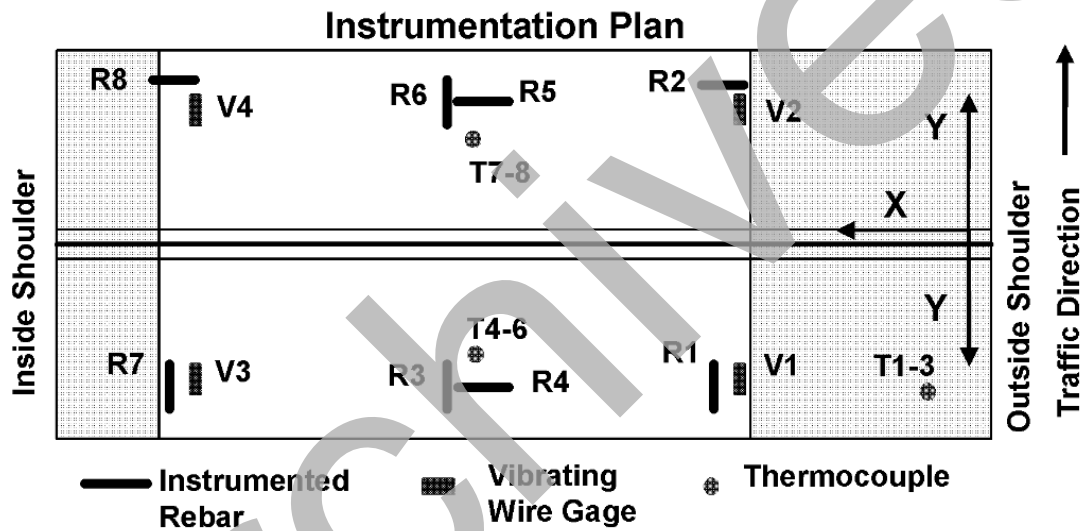 Instrumentation Plan
R8
V4
R6
R5
R2
V2
Y
T7-8
X
Inside Shoulder
Outside Shoulder
Traffic Direction
Y
T4-6
R7
V3
R3
R4
R1
V1
T1-3
Instrumented
Rebar
Vibrating
Wire Gage
Thermocouple